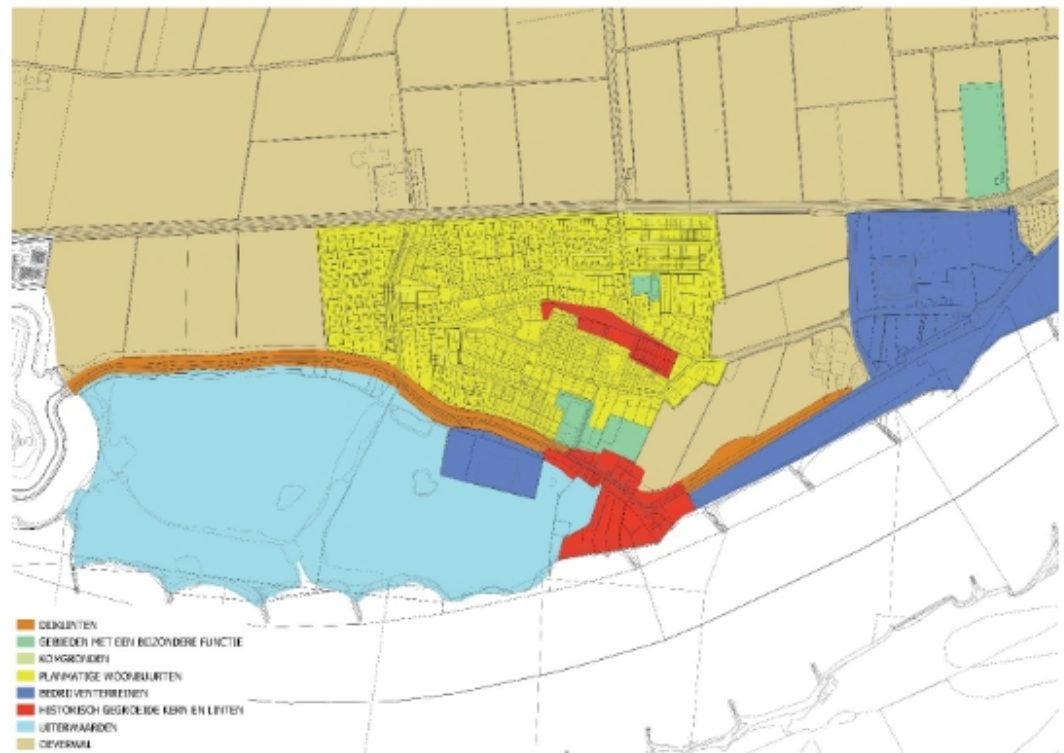 DIJKLINTEN
GEBIEDEN MET EEN BIJZONDERE FUNCTIE
KOMGRONDEN
PLANMATIGE WOONBUURTEN
BEDRIJVENTERREINEN
HISTORISCH GEGROEIDE KERN EN LINTEN
UITERWAARDEN
OEVERWAL